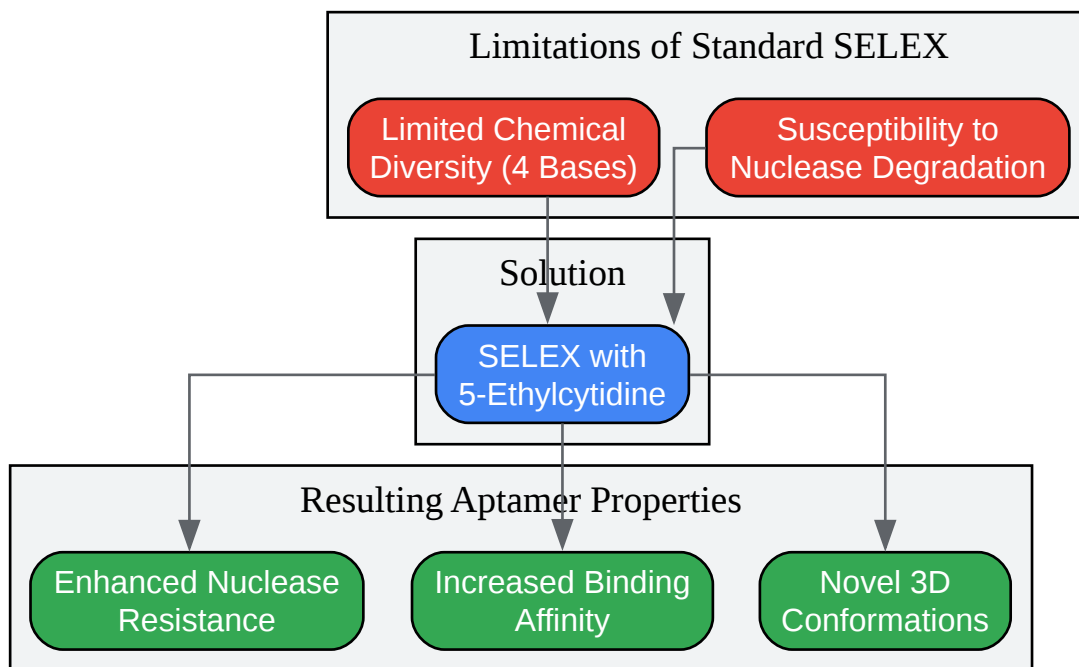 Limitations of Standard SELEX
Limited Chemical
Diversity (4 Bases)
Susceptibility to
Nuclease Degradation
Solution
SELEX with
5-Ethylcytidine
Resulting Aptamer Properties
Enhanced Nuclease
Resistance
Increased Binding
Affinity
Novel 3D
Conformations